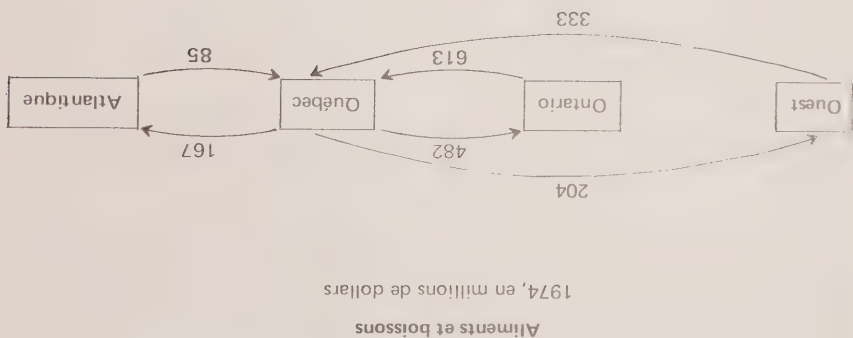 Aliments et boissons
1974, en millions de dollars
204
482 167
Ouest Ontario Québec Atlantique
613 85
333